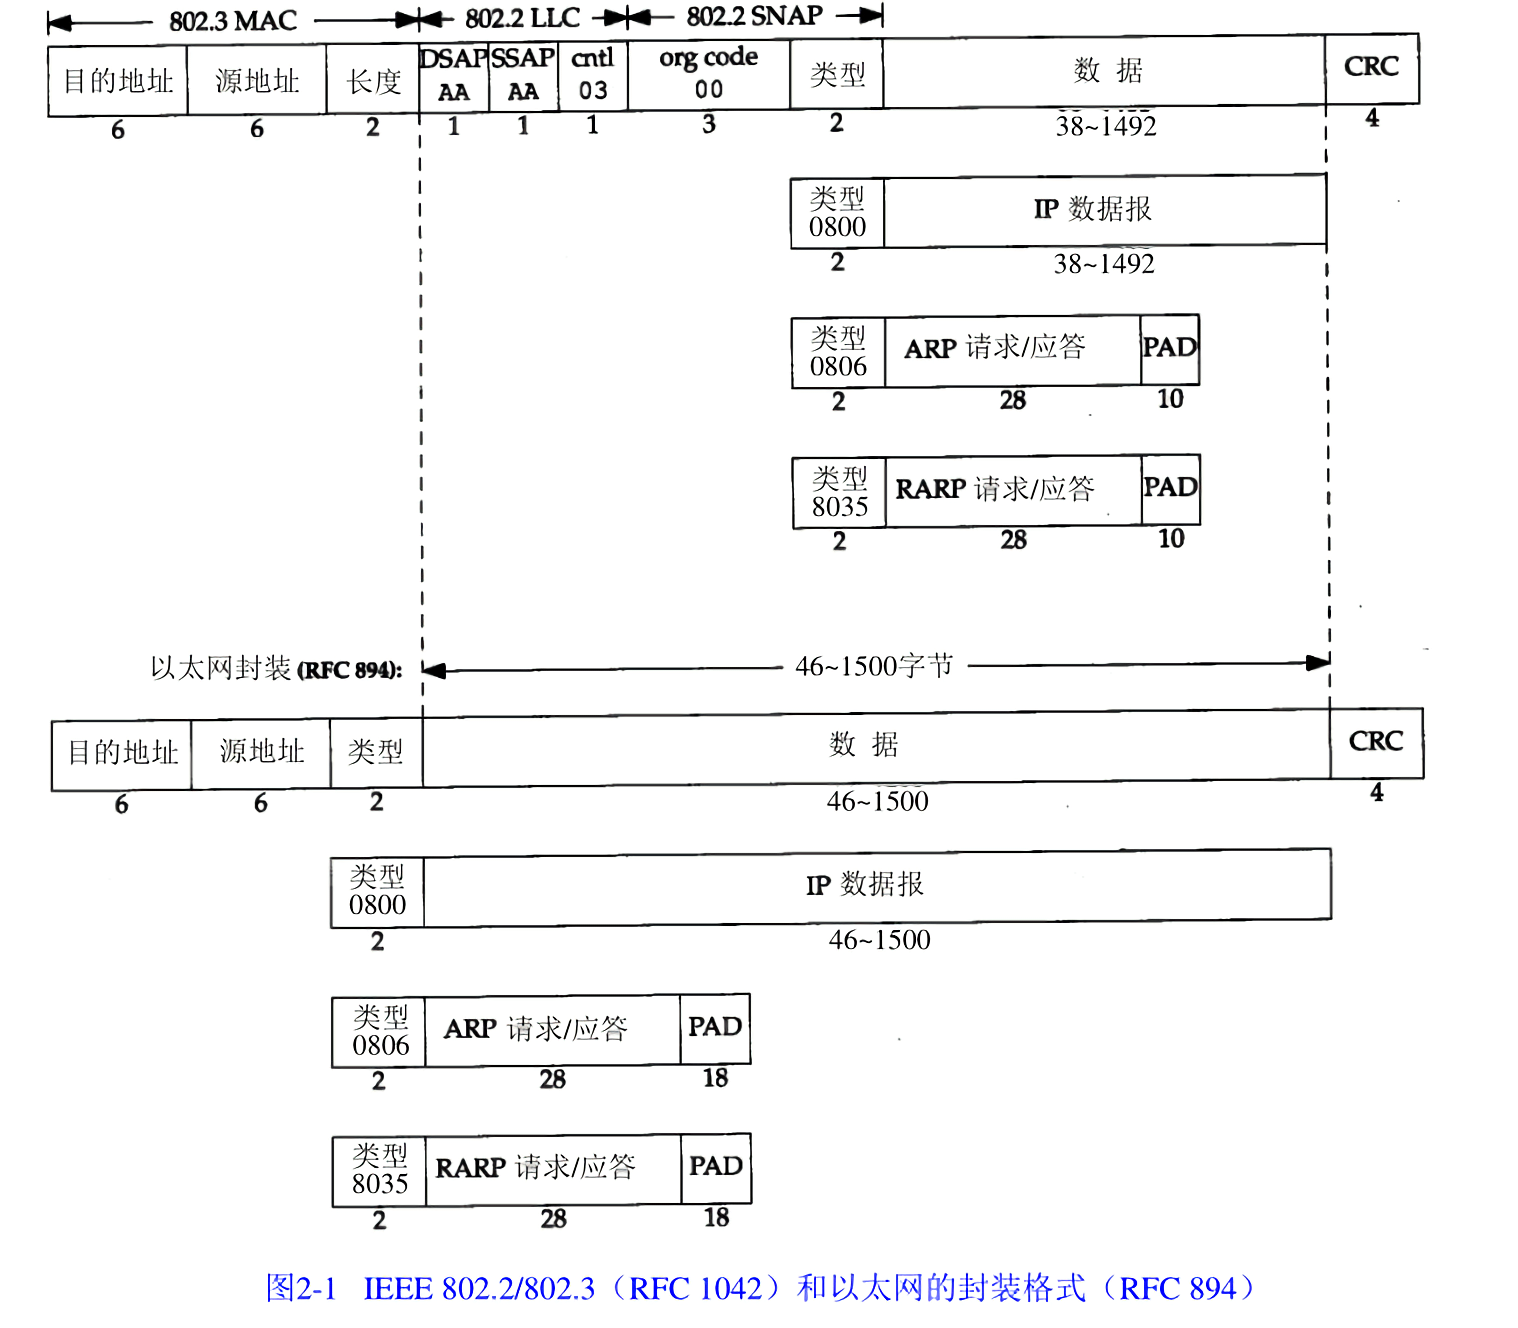 802.3 MAC 802.2 LLC 802.2 SNAP
目的地址 源地址 长度 DSAP AA SSAP AA cntl 03 org code 00 类型 数 据 CRC
6 6 2 1 1 1 3 2 38~1492 4
类型 0800 IP 数据报
2 38~1492
类型 0806 ARP 请求/应答 PAD
2 28 10
类型 8035 RARP 请求/应答 PAD
2 28 10
以太网封装(RFC 894): 46~1500字节
目的地址 源地址 类型 数 据 CRC
6 6 2 46~1500 4
类型 0800 IP 数据报
2 46~1500
类型 0806 ARP 请求/应答 PAD
2 28 18
类型 8035 RARP 请求/应答 PAD
2 28 18
图2-1 IEEE 802.2/802.3（RFC 1042）和以太网的封装格式（RFC 894）